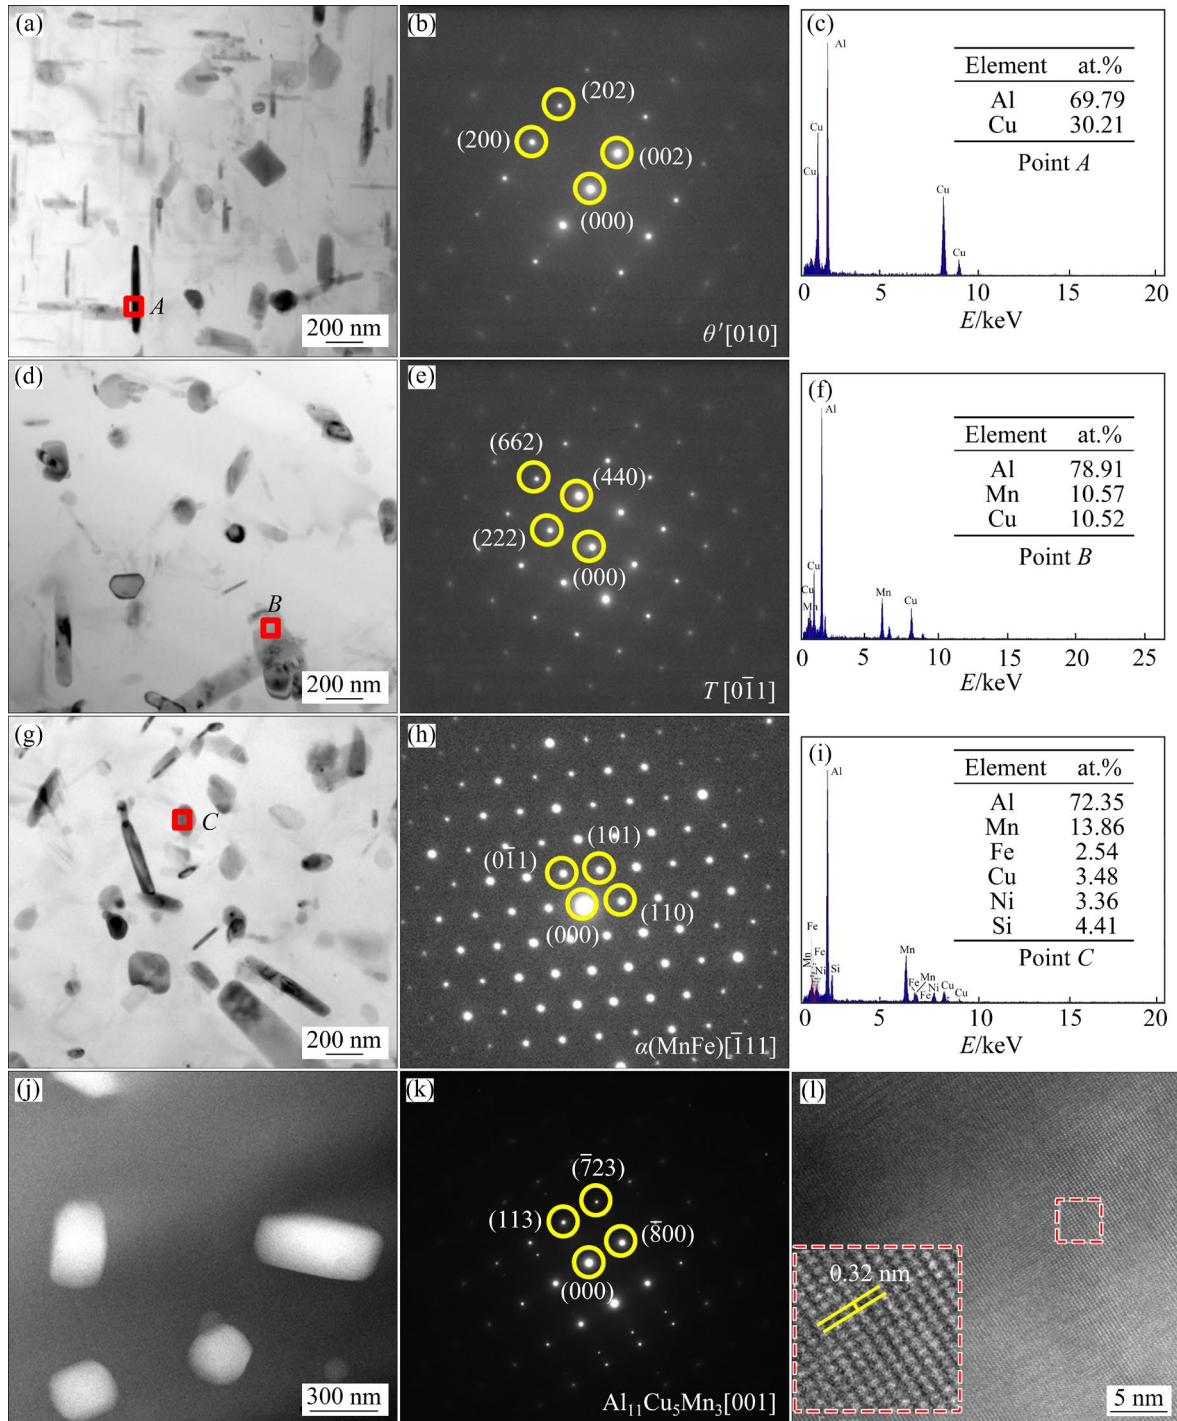 (a)
A
200 nm
(b)
(202)
(200)
(002)
(000)
θ′[010]
(c)
Al
Cu
Cu
Cu
Cu
Element at.%
Al 69.79
Cu 30.21
Point A
0 5 10 15 20
E/keV
(d)
B
200 nm
(e)
(662)
(440)
(222)
(000)
T [01̅1]
(f)
Al
Cu
Cu
Mn
Mn
Cu
Element at.%
Al 78.91
Mn 10.57
Cu 10.52
Point B
0 5 10 15 20 25
E/keV
(g)
C
200 nm
(h)
(101)
(01̅1)
(110)
(000)
α(MnFe)[1̅11]
(i)
Al
Fe
Mn
Fe
Ni
Si
Mn
Fe
Mn
Fe
Ni
Cu
Cu
Element at.%
Al 72.35
Mn 13.86
Fe 2.54
Cu 3.48
Ni 3.36
Si 4.41
Point C
0 5 10 15 20
E/keV
(j)
300 nm
(k)
(7̅23)
(113)
(8̅00)
(000)
Al₁₁Cu₅Mn₃[001]
(l)
0.32 nm
5 nm